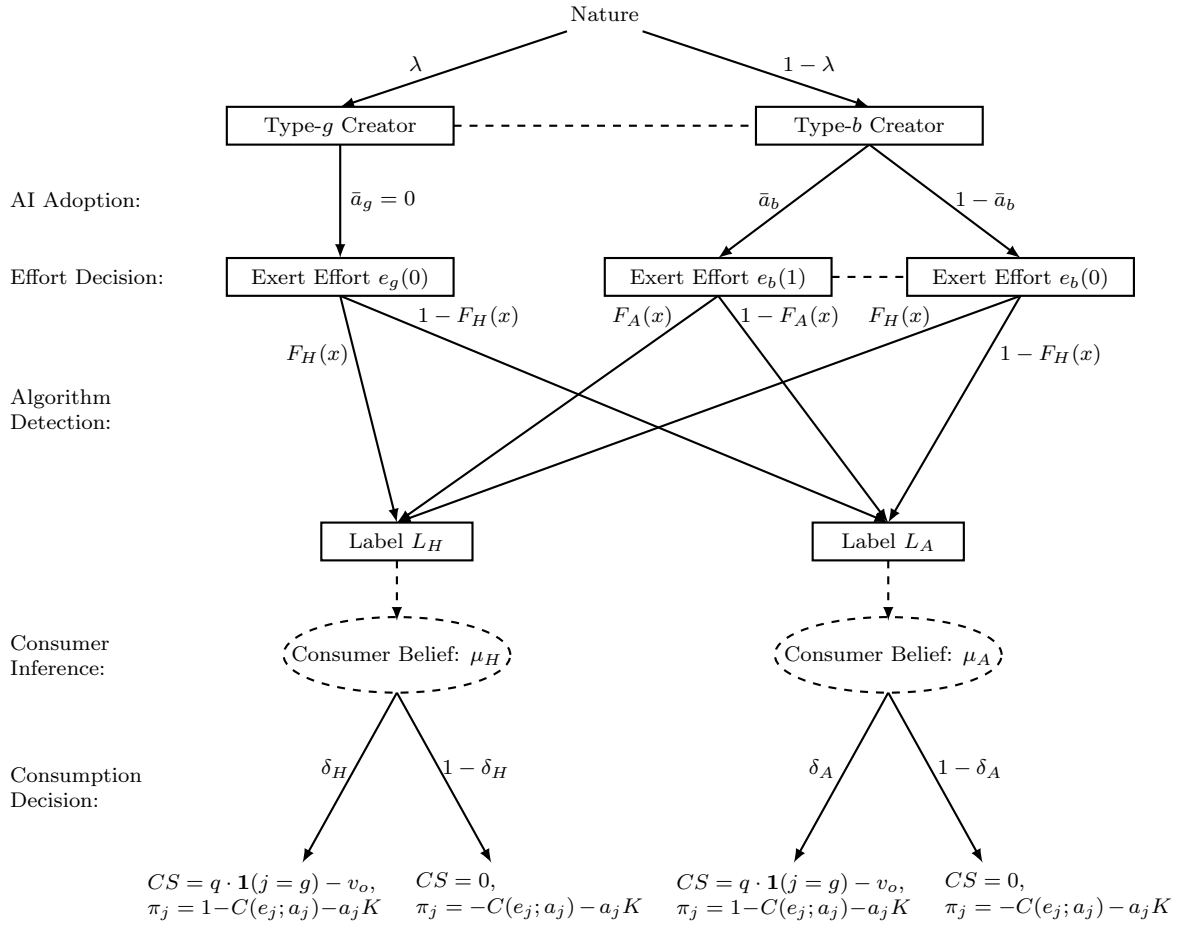 Nature
λ
1 − λ
Type-g Creator
Type-b Creator
AI Adoption:
ā_g = 0
ā_b
1 − ā_b
Effort Decision:
Exert Effort e_g(0)
Exert Effort e_b(1)
Exert Effort e_b(0)
F_H(x)
1 − F_H(x)
F_A(x)
1 − F_A(x)
F_H(x)
1 − F_H(x)
Algorithm
Detection:
Label L_H
Label L_A
Consumer
Inference:
Consumer Belief: μ_H
Consumer Belief: μ_A
Consumption
Decision:
δ_H
1 − δ_H
δ_A
1 − δ_A
CS = q · 1(j = g) − v_o,
π_j = 1−C(e_j; a_j)−a_jK
CS = 0,
π_j = −C(e_j; a_j) − a_jK
CS = q · 1(j = g) − v_o,
π_j = 1−C(e_j; a_j)−a_jK
CS = 0,
π_j = −C(e_j; a_j) − a_jK